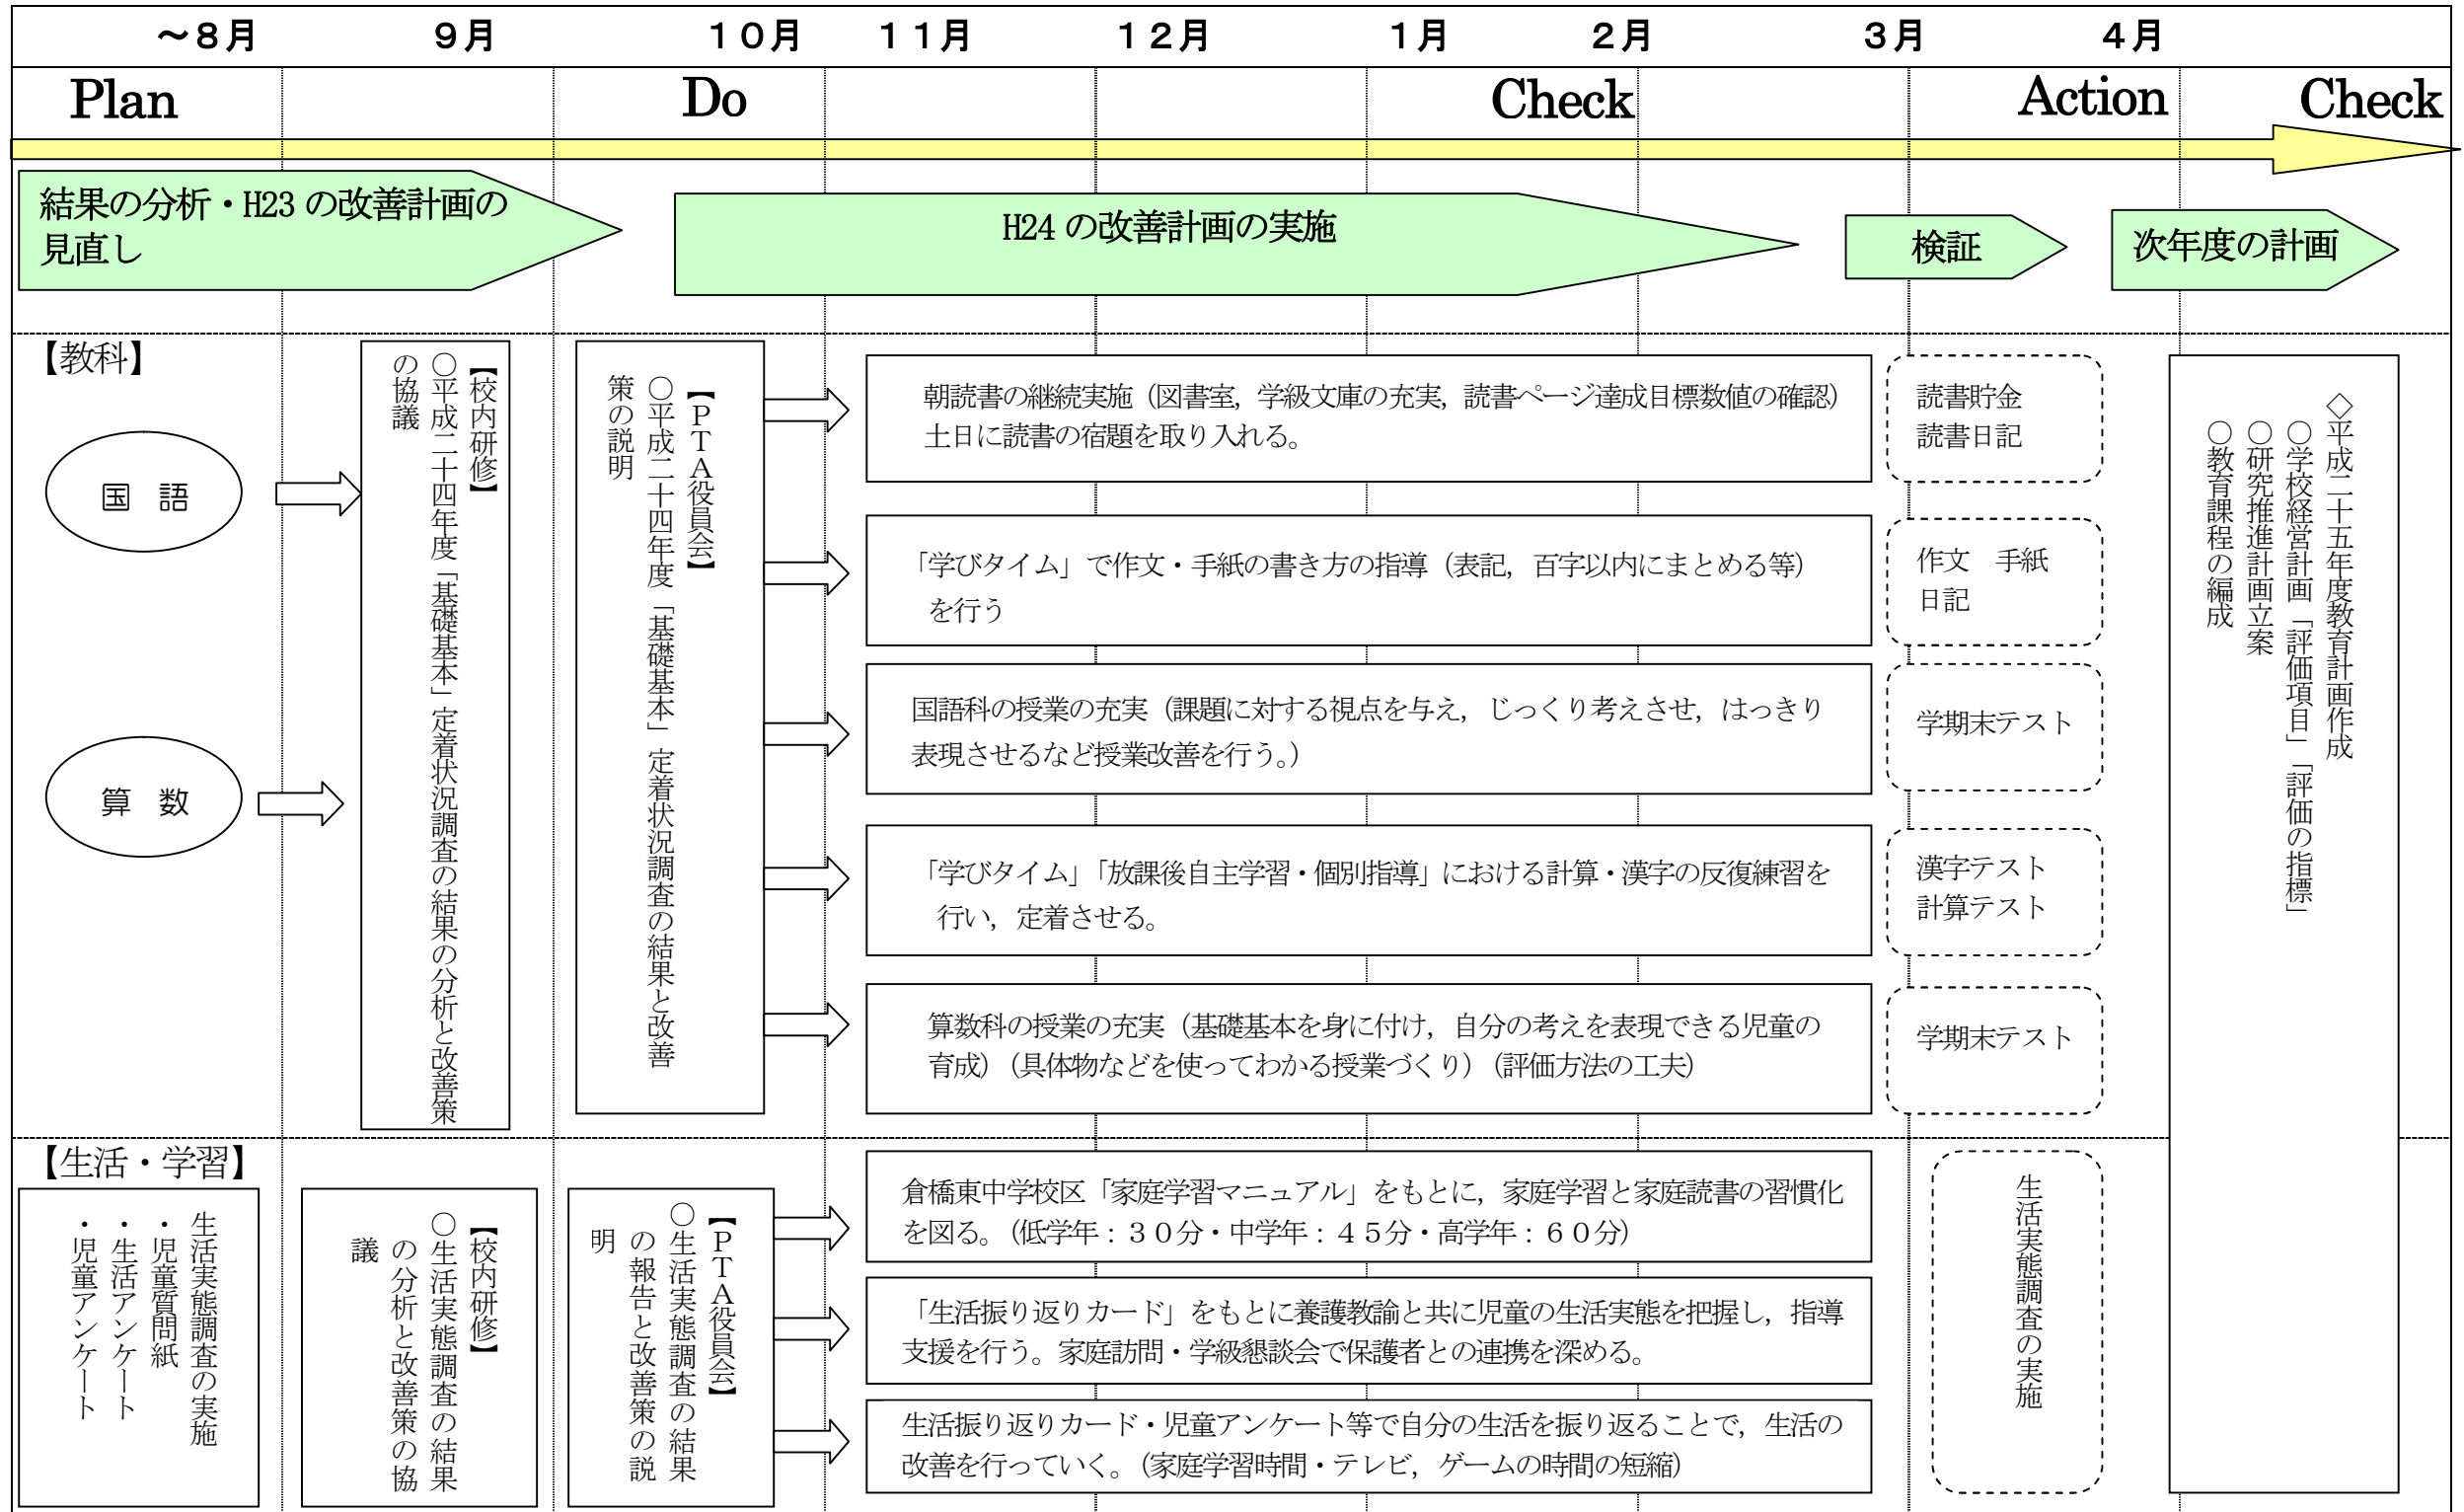 ～８月　９月　１０月　１１月　１２月　１月　２月　３月　４月
Plan　Do　Check　Action　Check
結果の分析・H23 の改善計画の
見直し
H24 の改善計画の実施
検証
次年度の計画
【教科】
国　語
算　数
【校内研修】
○平成二十四年度「基礎基本」定着状況調査の結果の分析と改善策
の協議
【ＰＴＡ役員会】
○平成二十四年度「基礎基本」定着状況調査の結果と改善
策の説明
朝読書の継続実施（図書室，学級文庫の充実，読書ページ達成目標数値の確認）
土日に読書の宿題を取り入れる。
「学びタイム」で作文・手紙の書き方の指導（表記，百字以内にまとめる等）
を行う
国語科の授業の充実（課題に対する視点を与え，じっくり考えさせ，はっきり
表現させるなど授業改善を行う。）
「学びタイム」「放課後自主学習・個別指導」における計算・漢字の反復練習を
行い，定着させる。
算数科の授業の充実（基礎基本を身に付け，自分の考えを表現できる児童の
育成）（具体物などを使ってわかる授業づくり）（評価方法の工夫）
読書貯金
読書日記
作文　手紙
日記
学期末テスト
漢字テスト
計算テスト
学期末テスト
◇平成二十五年度教育計画作成
○学校経営計画「評価項目」「評価の指標」
○研究推進計画立案
○教育課程の編成
【生活・学習】
生活実態調査の実施
・児童質問紙
・生活アンケート
・児童アンケート
【校内研修】
○生活実態調査の結果
の分析と改善策の協
議
【ＰＴＡ役員会】
○生活実態調査の結果
の報告と改善策の説
明
倉橋東中学校区「家庭学習マニュアル」をもとに，家庭学習と家庭読書の習慣化
を図る。（低学年：３０分・中学年：４５分・高学年：６０分）
「生活振り返りカード」をもとに養護教諭と共に児童の生活実態を把握し，指導
支援を行う。家庭訪問・学級懇談会で保護者との連携を深める。
生活振り返りカード・児童アンケート等で自分の生活を振り返ることで，生活の
改善を行っていく。（家庭学習時間・テレビ，ゲームの時間の短縮）
生活実態調査の実施